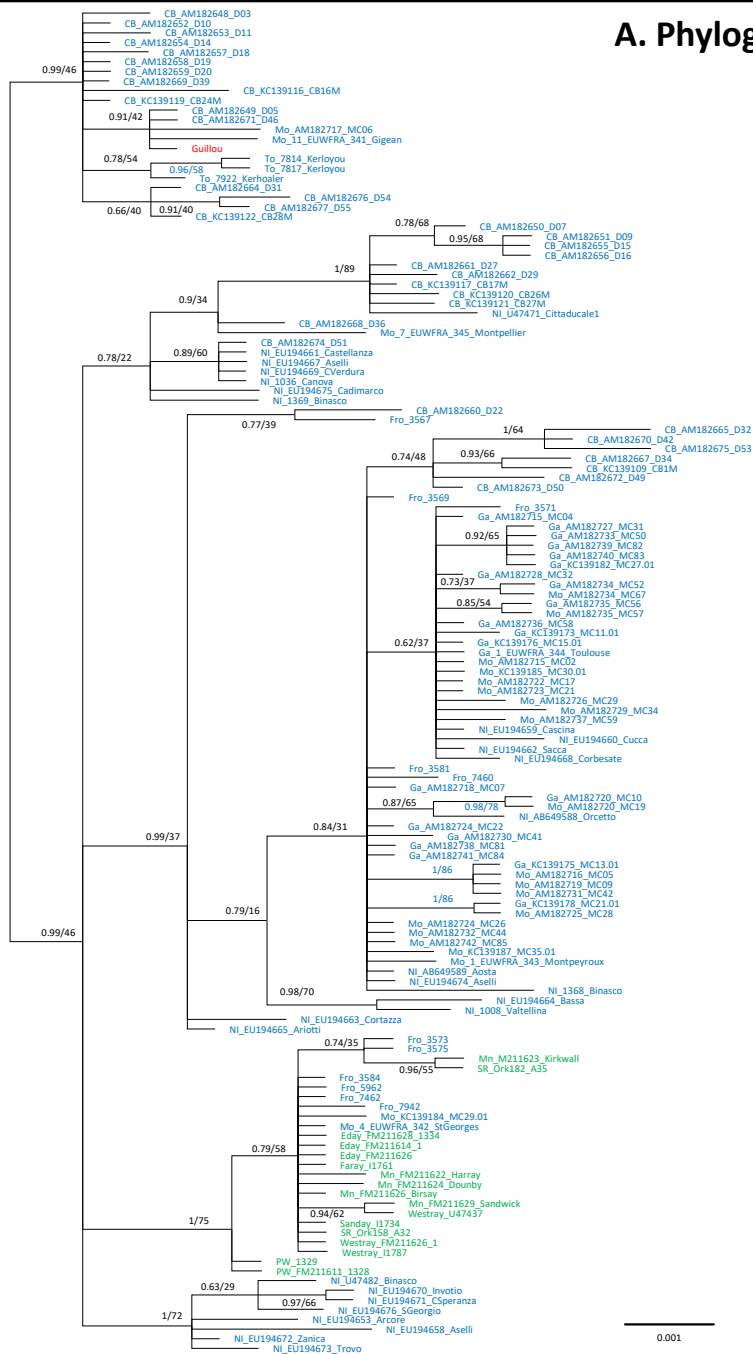 A. Phylog
CB_AM182648_D03
CB_AM182652_D10
CB_AM182653_D11
CB_AM182654_D14
CB_AM182657_D18
CB_AM182658_D19
0.99/46
CB_AM182659_D20
CB_AM182669_D39
CB_KC139116_CB16M
CB_KC139119_CB24M
CB_AM182649_D05
0.91/42
CB_AM182671_D46
Mo_AM182717_MC06
Mo_11_EUWFRA_341_Gigean
Guillou
To_7814_Kerloyou
0.78/54
To_7817_Kerloyou
0.96/58
To_7922_Kerhoaler
CB_AM182664_D31
CB_AM182676_D54
0.66/40
0.91/40
CB_AM182677_D55
CB_KC139122_CB28M
0.78/68
CB_AM182650_D07
CB_AM182651_D09
0.95/68
CB_AM182655_D15
CB_AM182656_D16
CB_AM182661_D27
1/89
CB_AM182662_D29
CB_KC139117_CB17M
CB_KC139120_CB26M
CB_KC139121_CB27M
0.9/34
NI_U47471_Cittaducale1
CB_AM182668_D36
Mo_7_EUWFRA_345_Montpellier
CB_AM182674_D51
NI_EU194661_Castellanza
0.78/22
0.89/60
NI_EU194667_Aselli
NI_EU194669_CVerdura
NI_1036_Canova
NI_EU194675_Cadimarco
NI_1369_Binasco
CB_AM182660_D22
0.77/39
Fro_3567
1/64
CB_AM182665_D32
CB_AM182670_D42
CB_AM182675_D53
0.74/48
0.93/66
CB_AM182667_D34
CB_KC139109_CB1M
CB_AM182672_D49
CB_AM182673_D50
Fro_3569
Fro_3571
Ga_AM182715_MC04
Ga_AM182727_MC31
0.92/65
Ga_AM182733_MC50
Ga_AM182739_MC82
Ga_AM182740_MC83
Ga_KC139182_MC27.01
Ga_AM182728_MC32
0.73/37
Ga_AM182734_MC52
Mo_AM182734_MC67
0.85/54
Ga_AM182735_MC56
Mo_AM182735_MC57
Ga_AM182736_MC58
Ga_KC139173_MC11.01
0.62/37
Ga_KC139176_MC15.01
Ga_1_EUWFRA_344_Toulouse
Mo_AM182715_MC02
Mo_KC139185_MC30.01
Mo_AM182722_MC17
Mo_AM182723_MC21
Mo_AM182726_MC29
Mo_AM182729_MC34
Mo_AM182737_MC59
NI_EU194659_Cascina
NI_EU194660_Cucca
NI_EU194662_Sacca
NI_EU194668_Corbesate
Fro_3581
Fro_7460
Ga_AM182718_MC07
0.87/65
Ga_AM182720_MC10
0.98/78
Mo_AM182720_MC19
NI_AB649588_Orcetto
0.84/31
Ga_AM182724_MC22
Ga_AM182730_MC41
0.99/37
Ga_AM182738_MC81
Ga_AM182741_MC84
Ga_KC139175_MC13.01
1/86
Mo_AM182716_MC05
Mo_AM182719_MC09
Mo_AM182731_MC42
1/86
Ga_KC139178_MC21.01
0.79/16
Mo_AM182725_MC28
Mo_AM182724_MC26
0.99/46
Mo_AM182732_MC44
Mo_AM182742_MC85
Mo_KC139187_MC35.01
Mo_1_EUWFRA_343_Montpeyroux
NI_AB649589_Aosta
0.98/70
NI_EU194674_Aselli
NI_1368_Binasco
NI_EU194664_Bassa
NI_1008_Valtellina
NI_EU194663_Cortazza
NI_EU194665_Ariotti
0.74/35
Fro_3573
Fro_3575
Mn_M211623_Kirkwall
0.96/55
SR_Ork182_A35
Fro_3584
Fro_5962
Fro_7462
Fro_7942
Mo_KC139184_MC29.01
Mo_4_EUWFRA_342_StGeorges
Eday_FM211628_1334
0.79/58
Eday_FM211614_1
Eday_FM211626
Faray_I1761
Mn_FM211622_Harray
Mn_FM211624_Dounby
Mn_FM211626_Birsay
Mn_FM211629_Sandwick
0.94/62
Westray_U47437
1/75
Sanday_I1734
SR_Ork158_A32
Westray_FM211626_1
Westray_I1787
PW_1329
PW_FM211611_1328
NI_U47482_Binasco
0.63/29
NI_EU194670_Invotio
NI_EU194671_CSperanza
0.97/66
NI_EU194676_SGeorgio
1/72
NI_EU194653_Arcore
NI_EU194658_Aselli
NI_EU194672_Zanica
NI_EU194673_Trovo
0.001